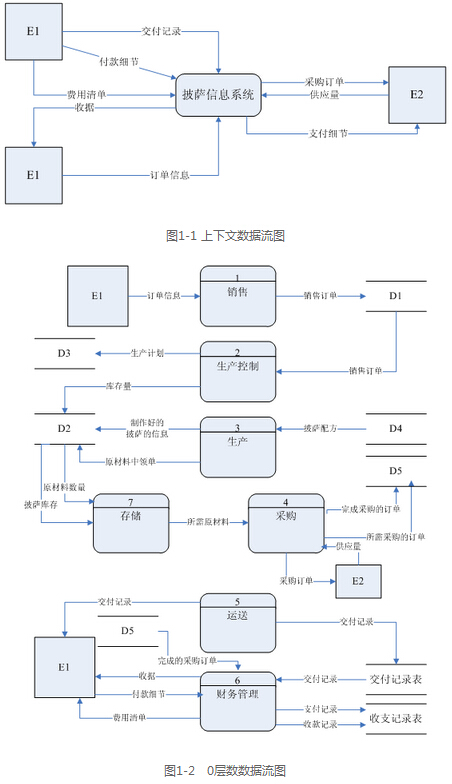 E1
交付记录
付款细节
费用清单
收据
披萨信息系统
采购订单
供应量
E2
支付细节
E1
订单信息
图1-1 上下文数据流图
E1
订单信息
1
销售
销售订单
D1
D3
生产计划
2
生产控制
销售订单
库存量
D2
制作好的
披萨的信息
3
生产
披萨配方
D4
原材料申领单
D5
原材料数量
披萨库存
7
存储
所需原材料
4
采购
完成采购的订单
所需采购的订单
供应量
采购订单
E2
交付记录
5
运送
D5
交付记录
E1
完成的采购订单
收据
付款细节
费用清单
6
财务管理
交付记录
交付记录表
支付记录
收款记录
收支记录表
图1-2 0层数数据流图